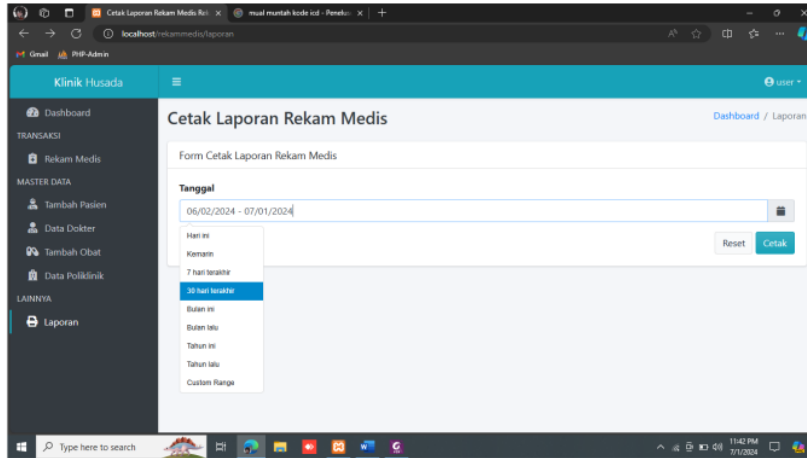 Cetak Laporan Rekam Medis Rek
mual muntah kode icd - Penelus
localhost/rekammedis/laporan
Gmail PHP-Admin
Klinik Husada
user
Dashboard
TRANSAKSI
Rekam Medis
MASTER DATA
Tambah Pasien
Data Dokter
Tambah Obat
Data Poliklinik
LAINNYA
Laporan
Cetak Laporan Rekam Medis
Dashboard / Laporan
Form Cetak Laporan Rekam Medis
Tanggal
06/02/2024 - 07/01/2024
Hari ini
Kemarin
7 hari terakhir
30 hari terakhir
Bulan ini
Bulan lalu
Tahun ini
Tahun lalu
Custom Range
Reset Cetak
Type here to search
11:42 PM
7/1/2024